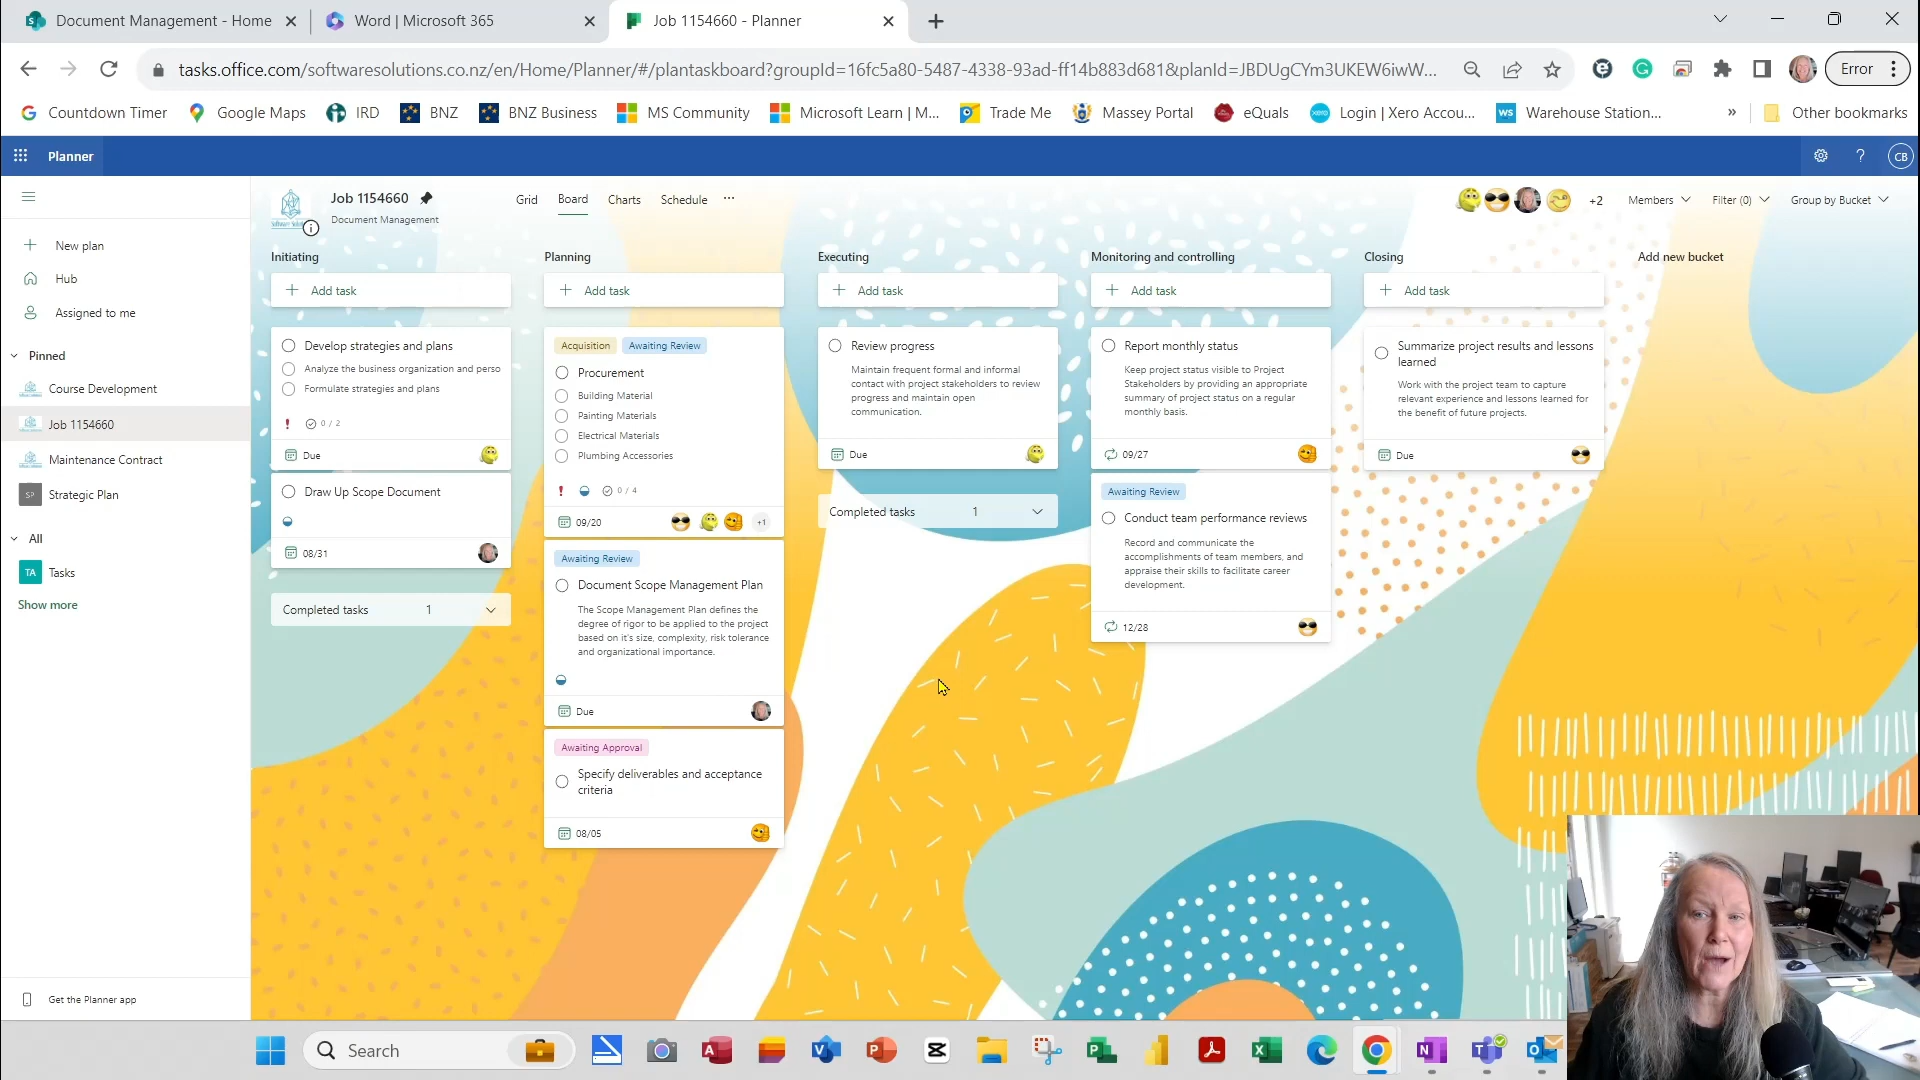 Document Management - Home
Word | Microsoft 365
Job 1154660 - Planner
tasks.office.com/softwaresolutions.co.nz/en/Home/Planner/#/plantaskboard?groupId=16fc5a80-5487-4338-93ad-ff14b883d681&planId=JBDUgCYm3UKEW6iwW...
Error
Countdown Timer
Google Maps
IRD
BNZ
BNZ Business
MS Community
Microsoft Learn | M...
Trade Me
Massey Portal
eQuals
xero
Login | Xero Accou...
WS
Warehouse Station...
»
Other bookmarks
Planner
?
CB
Job 1154660
Document Management
Grid
Board
Charts
Schedule
...
+2
Members
Filter (0)
Group by Bucket
New plan
Hub
Assigned to me
Pinned
Course Development
Job 1154660
Maintenance Contract
SP
Strategic Plan
All
TA
Tasks
Show more
Get the Planner app
Initiating
Add task
Develop strategies and plans
Analyze the business organization and perso
Formulate strategies and plans
0 / 2
Due
Draw Up Scope Document
08/31
Completed tasks 1
Planning
Add task
Acquisition
Awaiting Review
Procurement
Building Material
Painting Materials
Electrical Materials
Plumbing Accessories
0 / 4
09/20
+1
Awaiting Review
Document Scope Management Plan
The Scope Management Plan defines the
degree of rigor to be applied to the project
based on it's size, complexity, risk tolerance
and organizational importance.
Due
Awaiting Approval
Specify deliverables and acceptance
criteria
08/05
Executing
Add task
Review progress
Maintain frequent formal and informal
contact with project stakeholders to review
progress and maintain open
communication.
Due
Completed tasks 1
Monitoring and controlling
Add task
Report monthly status
Keep project status visible to Project
Stakeholders by providing an appropriate
summary of project status on a regular
monthly basis.
09/27
Awaiting Review
Conduct team performance reviews
Record and communicate the
accomplishments of team members, and
appraise their skills to facilitate career
development.
12/28
Closing
Add task
Summarize project results and lessons
learned
Work with the project team to capture
relevant experience and lessons learned for
the benefit of future projects.
Due
Add new bucket
Search